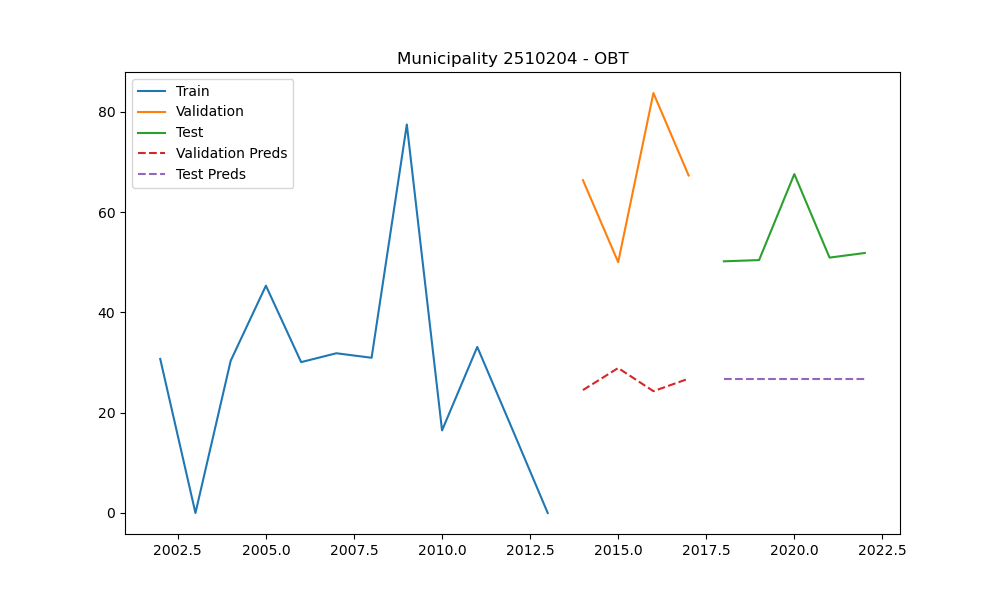 Municipality 2510204 - OBT
Train
Validation
Test
Validation Preds
Test Preds
80
60
40
20
0
2002.5 2005.0 2007.5 2010.0 2012.5 2015.0 2017.5 2020.0 2022.5